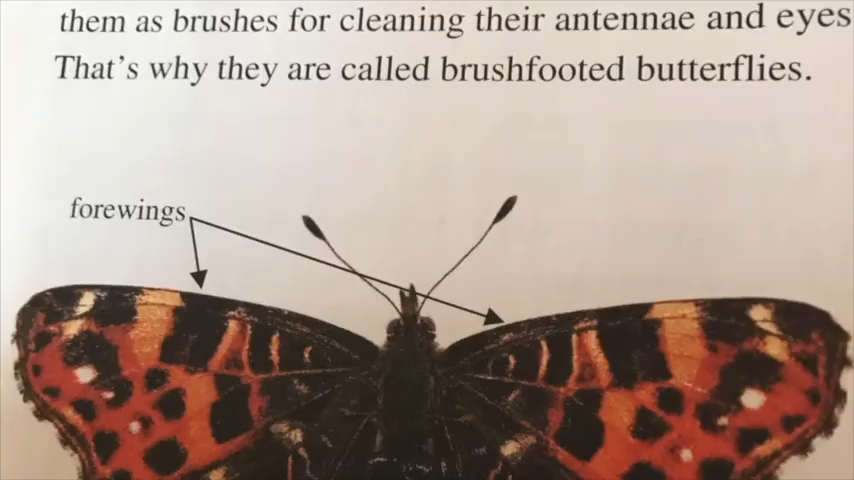 them as brushes for cleaning their antennae and eyes
That's why they are called brushfooted butterflies.
forewings